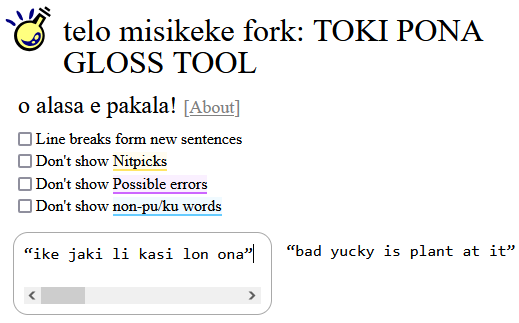 telo misikeke fork: TOKI PONA
GLOSS TOOL
o alasa e pakala! [About]
Line breaks form new sentences
Don't show Nitpicks
Don't show Possible errors
Don't show non-pu/ku words
“ike jaki li kasi lon ona”
“bad yucky is plant at it”